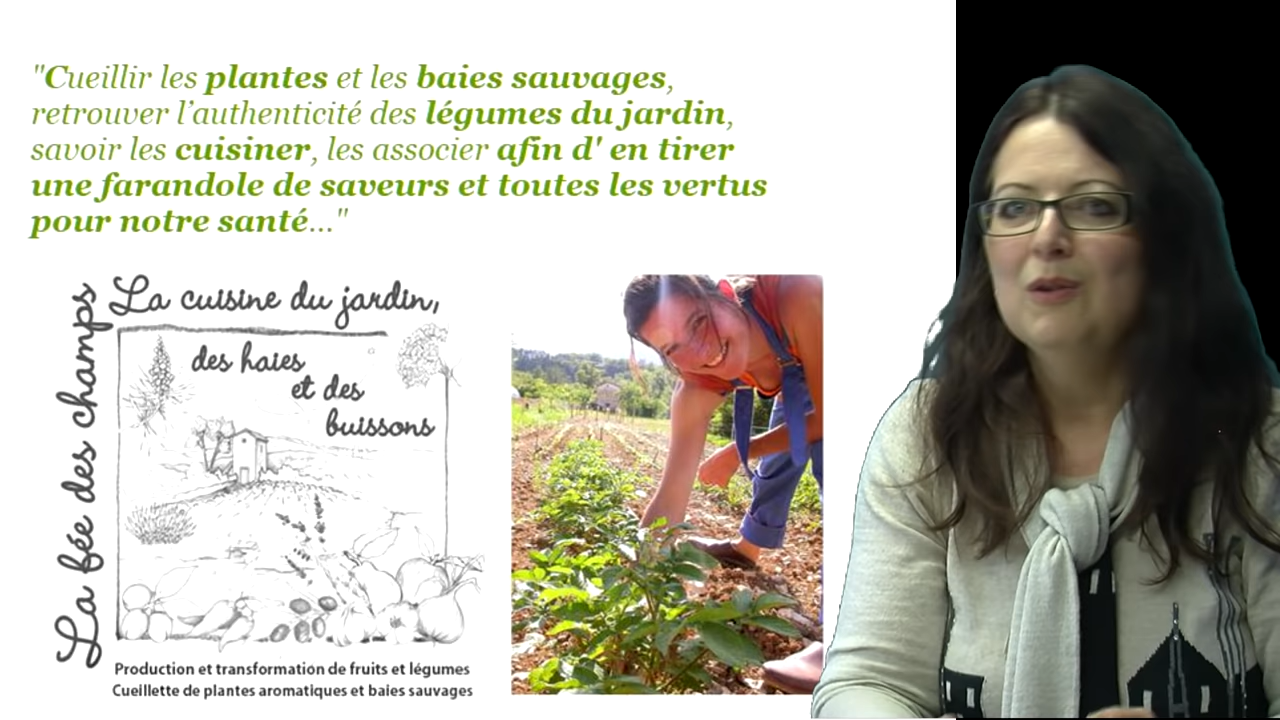 "Cueillir les plantes et les baies sauvages,
retrouver l’authenticité des légumes du jardin,
savoir les cuisiner, les associer afin d' en tirer
une farandole de saveurs et toutes les vertus
pour notre santé..."
La fée des champs
La cuisine du jardin,
des haies
et des
buissons
Production et transformation de fruits et légumes
Cueillette de plantes aromatiques et baies sauvages